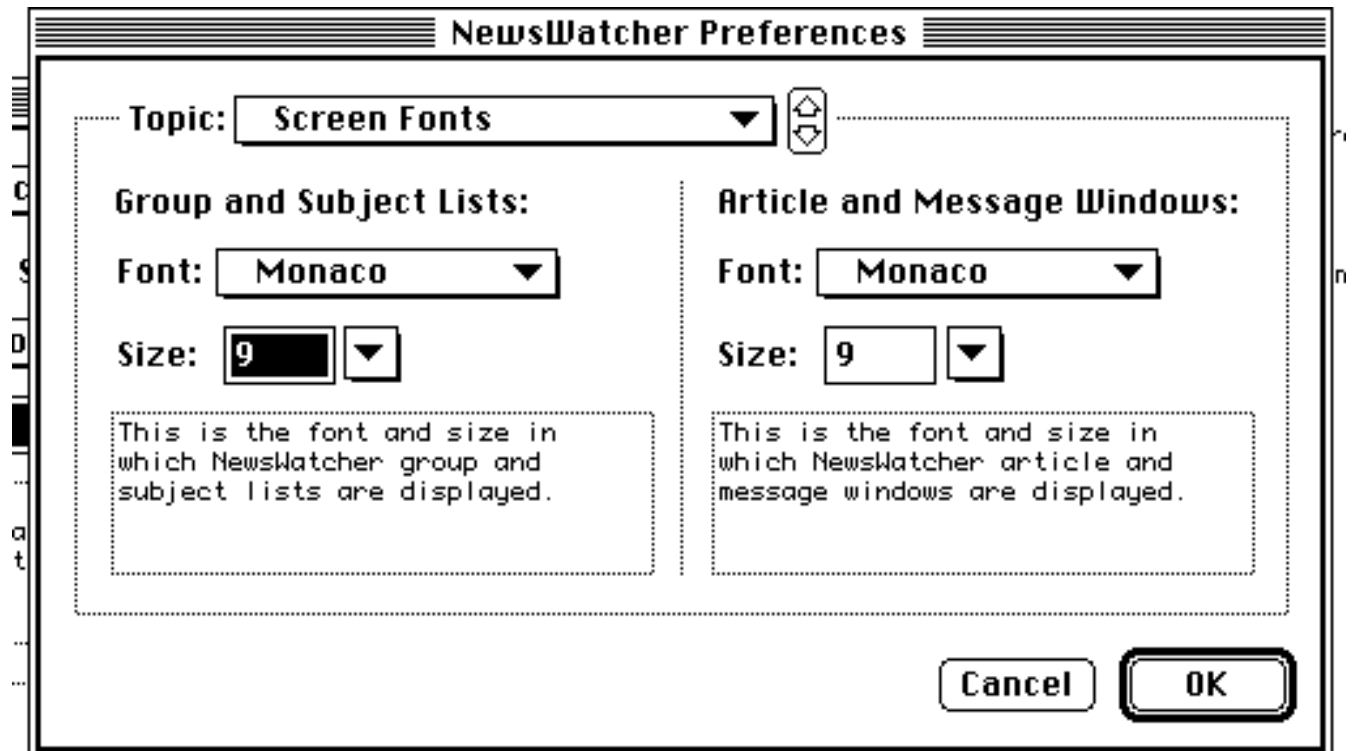 NewsWatcher Preferences
Topic: Screen Fonts
Group and Subject Lists:
Font: Monaco
Size: 9
This is the font and size in
which NewsWatcher group and
subject lists are displayed.
Article and Message Windows:
Font: Monaco
Size: 9
This is the font and size in
which NewsWatcher article and
message windows are displayed.
Cancel
OK